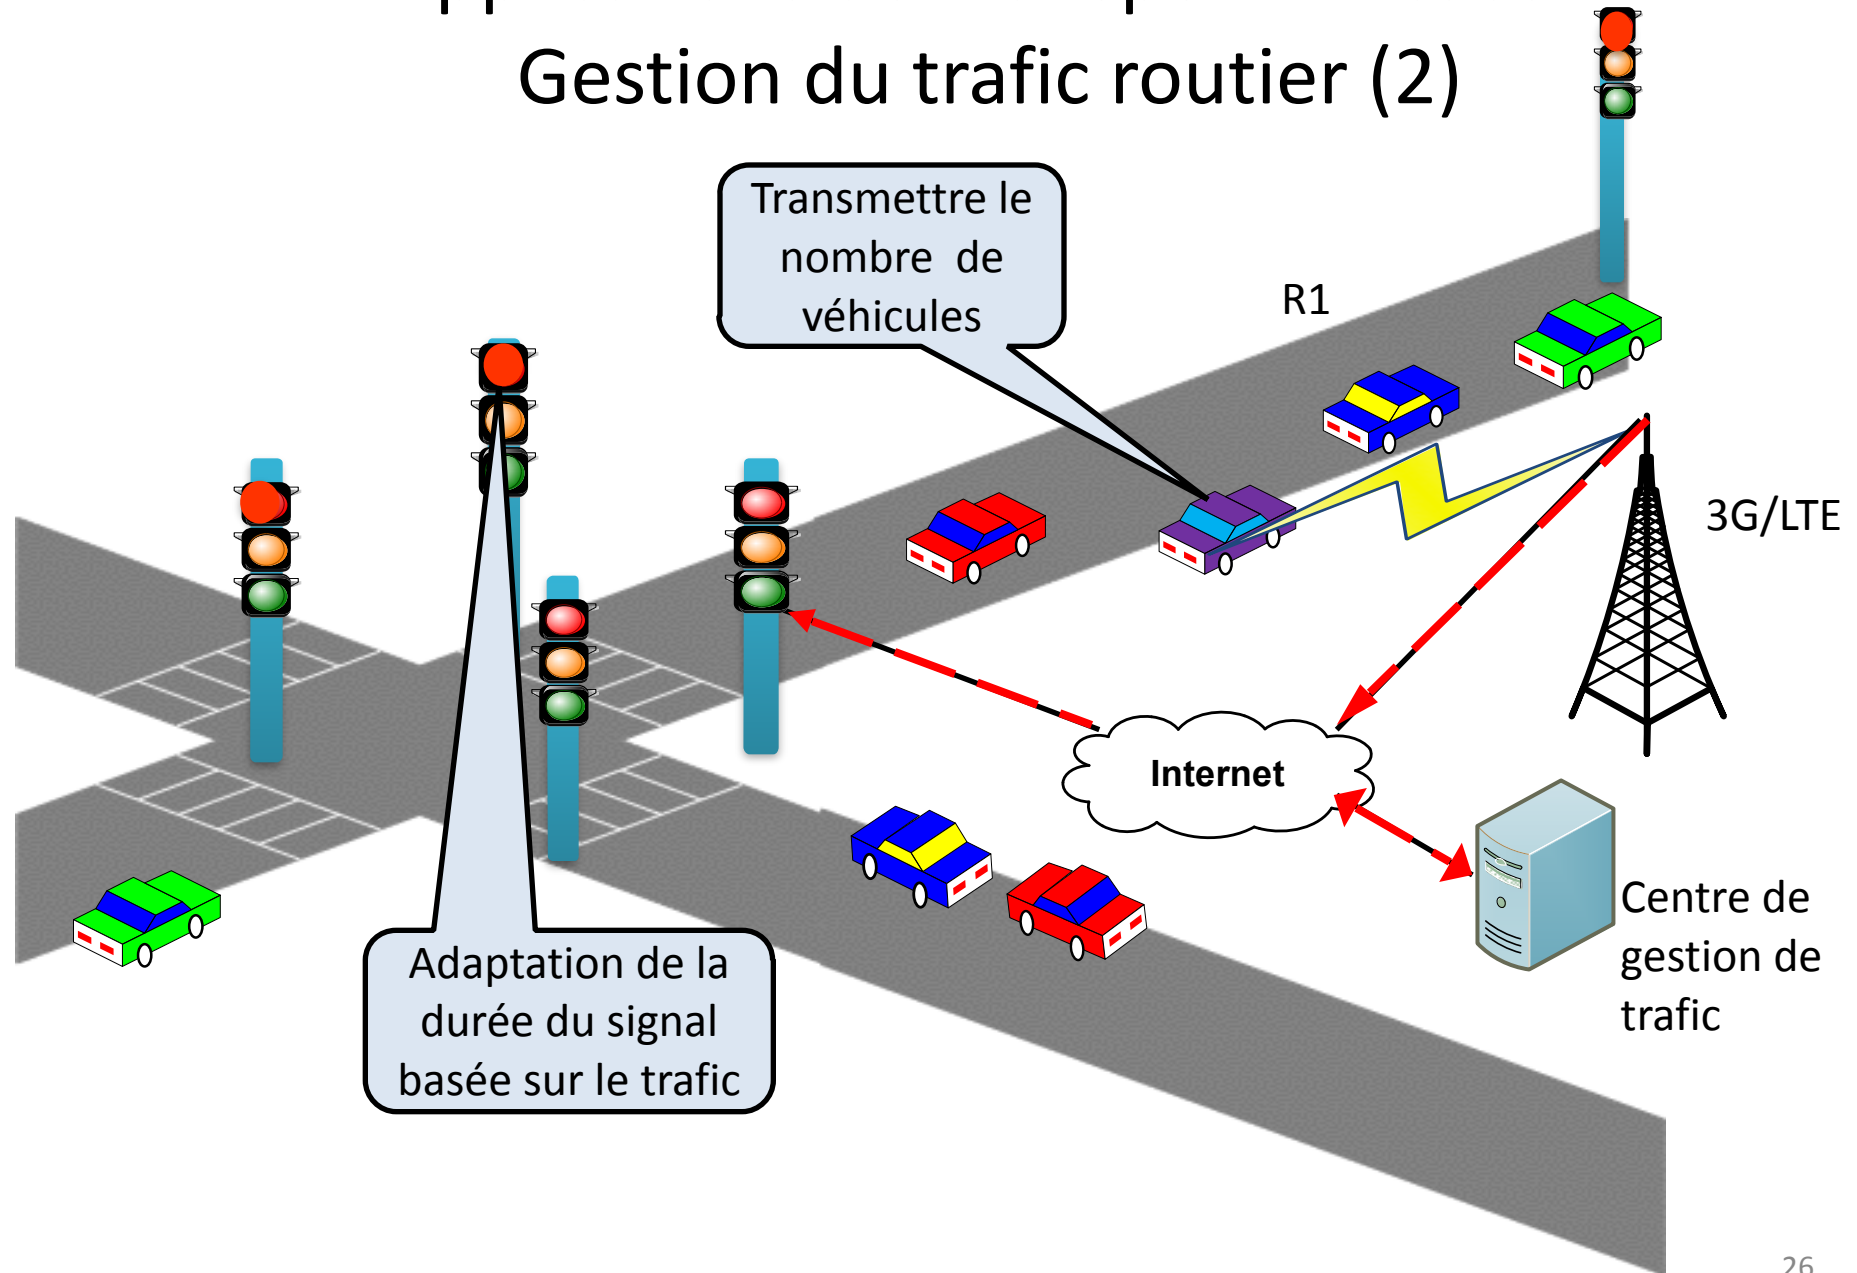 Gestion du trafic routier (2)
Transmettre le
nombre de
véhicules
R1
3G/LTE
Internet
Centre de
gestion de
trafic
Adaptation de la
durée du signal
basée sur le trafic
26